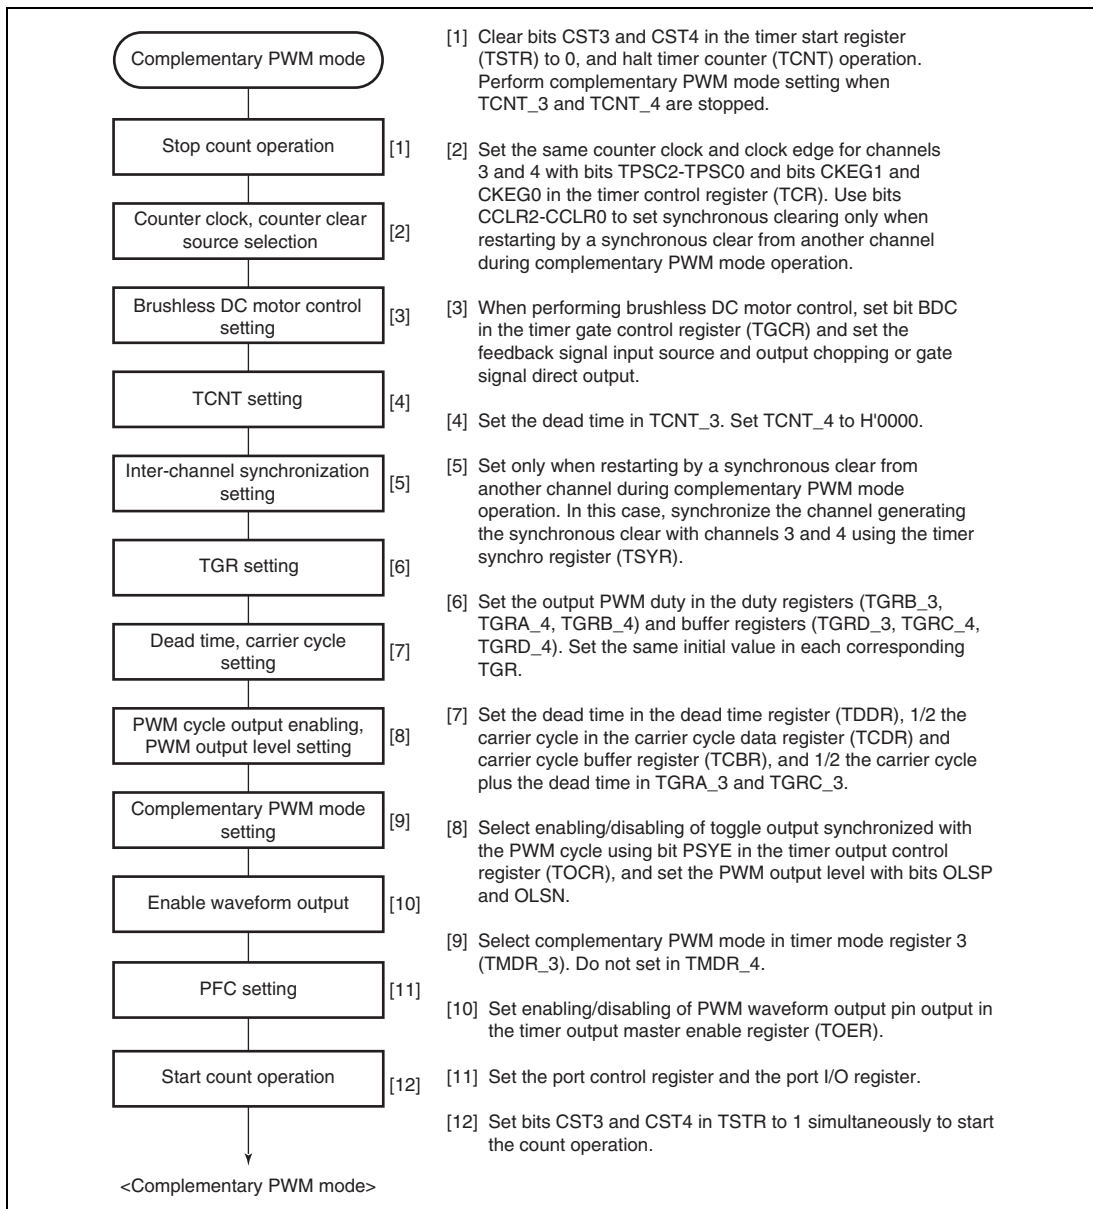 Complementary PWM mode
Stop count operation
[1]
Counter clock, counter clear
source selection
[2]
Brushless DC motor control
setting
[3]
TCNT setting
[4]
Inter-channel synchronization
setting
[5]
TGR setting
[6]
Dead time, carrier cycle
setting
[7]
PWM cycle output enabling,
PWM output level setting
[8]
Complementary PWM mode
setting
[9]
Enable waveform output
[10]
PFC setting
[11]
Start count operation
[12]
<Complementary PWM mode>
[1] Clear bits CST3 and CST4 in the timer start register
(TSTR) to 0, and halt timer counter (TCNT) operation.
Perform complementary PWM mode setting when
TCNT_3 and TCNT_4 are stopped.
[2] Set the same counter clock and clock edge for channels
3 and 4 with bits TPSC2-TPSC0 and bits CKEG1 and
CKEG0 in the timer control register (TCR). Use bits
CCLR2-CCLR0 to set synchronous clearing only when
restarting by a synchronous clear from another channel
during complementary PWM mode operation.
[3] When performing brushless DC motor control, set bit BDC
in the timer gate control register (TGCR) and set the
feedback signal input source and output chopping or gate
signal direct output.
[4] Set the dead time in TCNT_3. Set TCNT_4 to H'0000.
[5] Set only when restarting by a synchronous clear from
another channel during complementary PWM mode
operation. In this case, synchronize the channel generating
the synchronous clear with channels 3 and 4 using the timer
synchro register (TSYR).
[6] Set the output PWM duty in the duty registers (TGRB_3,
TGRA_4, TGRB_4) and buffer registers (TGRD_3, TGRC_4,
TGRD_4). Set the same initial value in each corresponding
TGR.
[7] Set the dead time in the dead time register (TDDR), 1/2 the
carrier cycle in the carrier cycle data register (TCDR) and
carrier cycle buffer register (TCBR), and 1/2 the carrier cycle
plus the dead time in TGRA_3 and TGRC_3.
[8] Select enabling/disabling of toggle output synchronized with
the PWM cycle using bit PSYE in the timer output control
register (TOCR), and set the PWM output level with bits OLSP
and OLSN.
[9] Select complementary PWM mode in timer mode register 3
(TMDR_3). Do not set in TMDR_4.
[10] Set enabling/disabling of PWM waveform output pin output in
the timer output master enable register (TOER).
[11] Set the port control register and the port I/O register.
[12] Set bits CST3 and CST4 in TSTR to 1 simultaneously to start
the count operation.